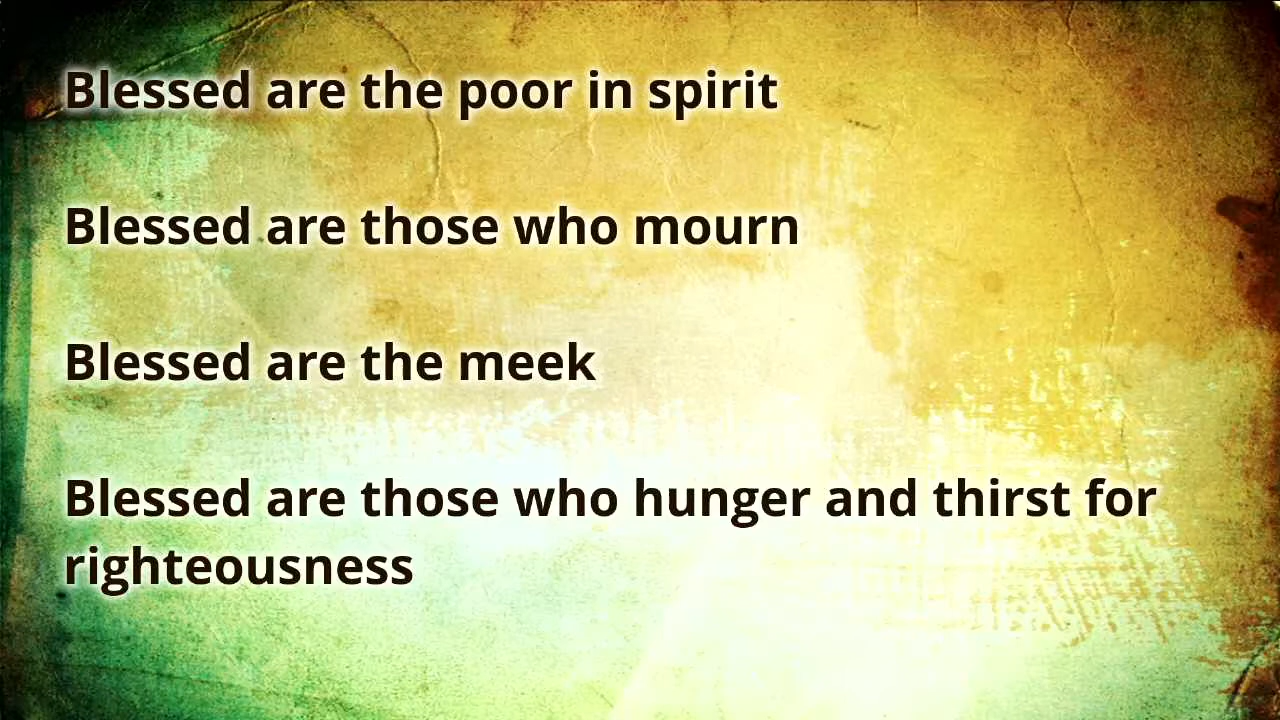 Blessed are the poor in spirit
Blessed are those who mourn
Blessed are the meek
Blessed are those who hunger and thirst for
righteousness